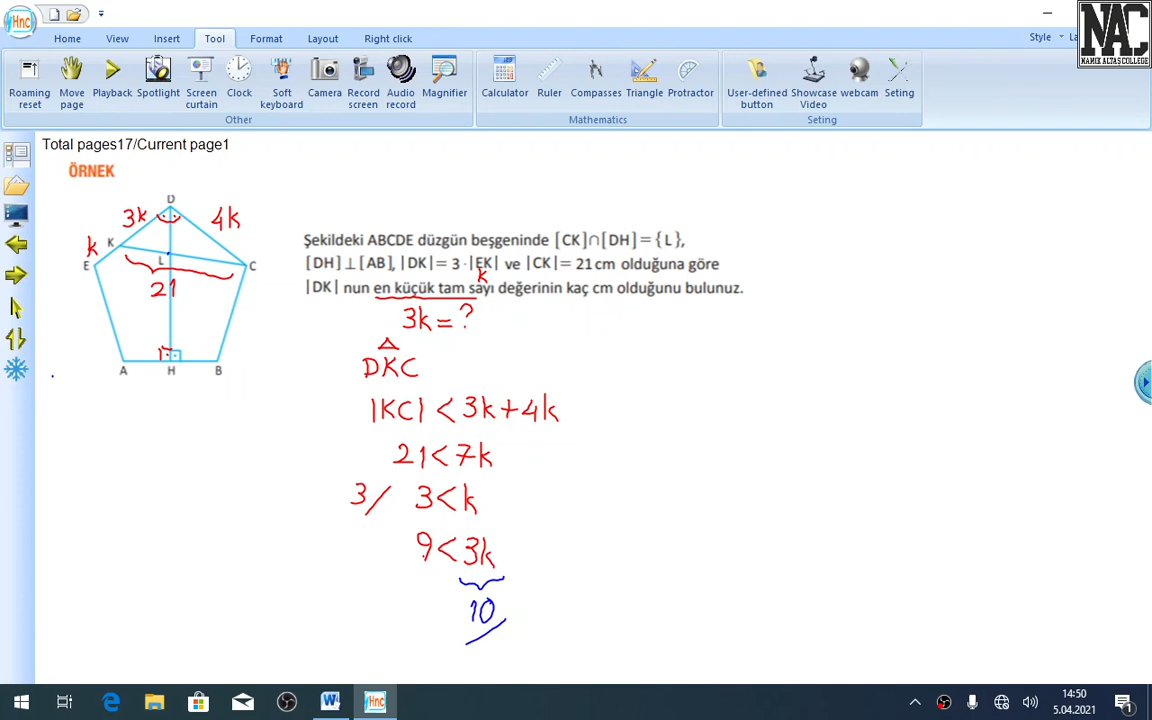 Hnc
Style
NAC
NAMIK ALTAS COLLEGE
Home View Insert Tool Format Layout Right click
Roaming reset
Move page
Playback
Spotlight
Screen curtain
Clock
Soft keyboard
Camera
Record screen
Audio record
Magnifier
Calculator
Ruler
Compasses
Triangle
Protractor
User-defined button
Showcase Video
webcam
Seting
Other
Mathematics
Seting
Total pages17/Current page1
ÖRNEK
D
3k 4k
K
k
E L C
21
A H B
Şekildeki ABCDE düzgün beşgeninde [CK]∩[DH]={L},
[DH]⊥[AB], |DK|=3·|EK| ve |CK|=21 cm olduğuna göre
k
|DK| nun en küçük tam sayı değerinin kaç cm olduğunu bulunuz.
3k=?
DKC
|KC|<3k+4k
21<7k
3/ 3<k
9<3k
10
W Hnc
14:50
5.04.2021
1